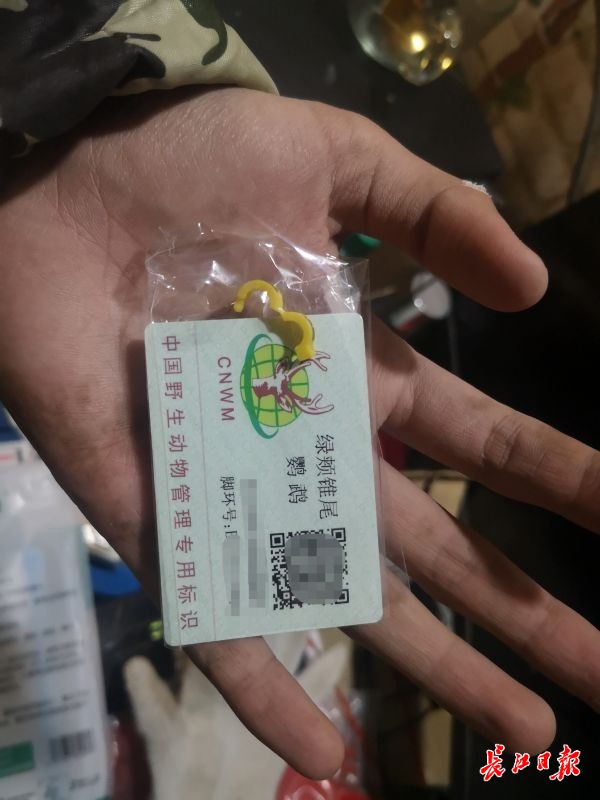 中国野生动物管理专用标识
CNWM
绿颊锥尾
鹦鹉
脚环号:
长江日报